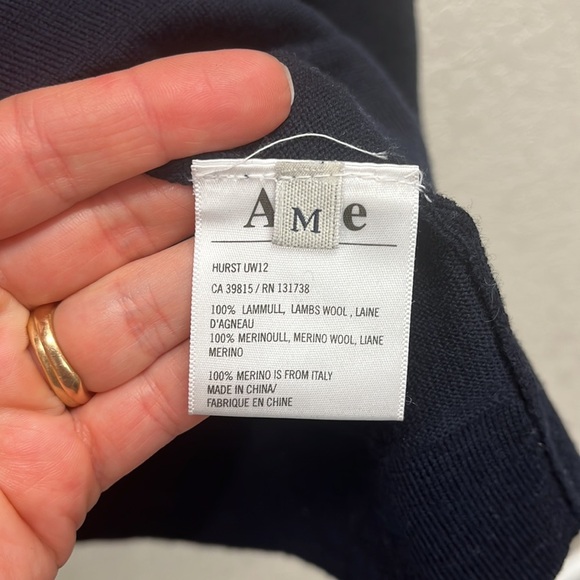 A M e
HURST UW12
CA 39815 / RN 131738
100% LAMMULL, LAMBS WOOL , LAINE
D'AGNEAU
100% MERINOULL, MERINO WOOL, LIANE
MERINO
100% MERINO IS FROM ITALY
MADE IN CHINA/
FABRIQUE EN CHINE